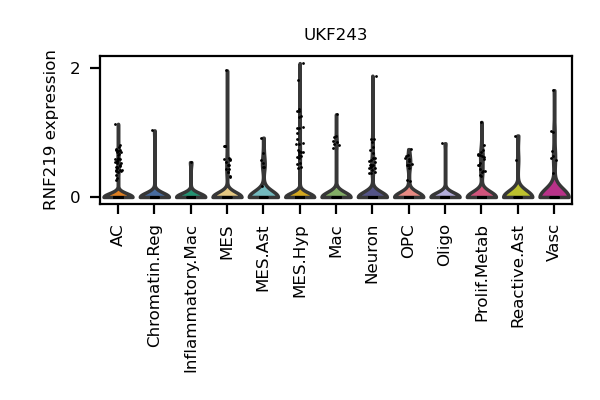 UKF243
RNF219 expression
2
0
AC
Chromatin.Reg
Inflammatory.Mac
MES
MES.Ast
MES.Hyp
Mac
Neuron
OPC
Oligo
Prolif.Metab
Reactive.Ast
Vasc